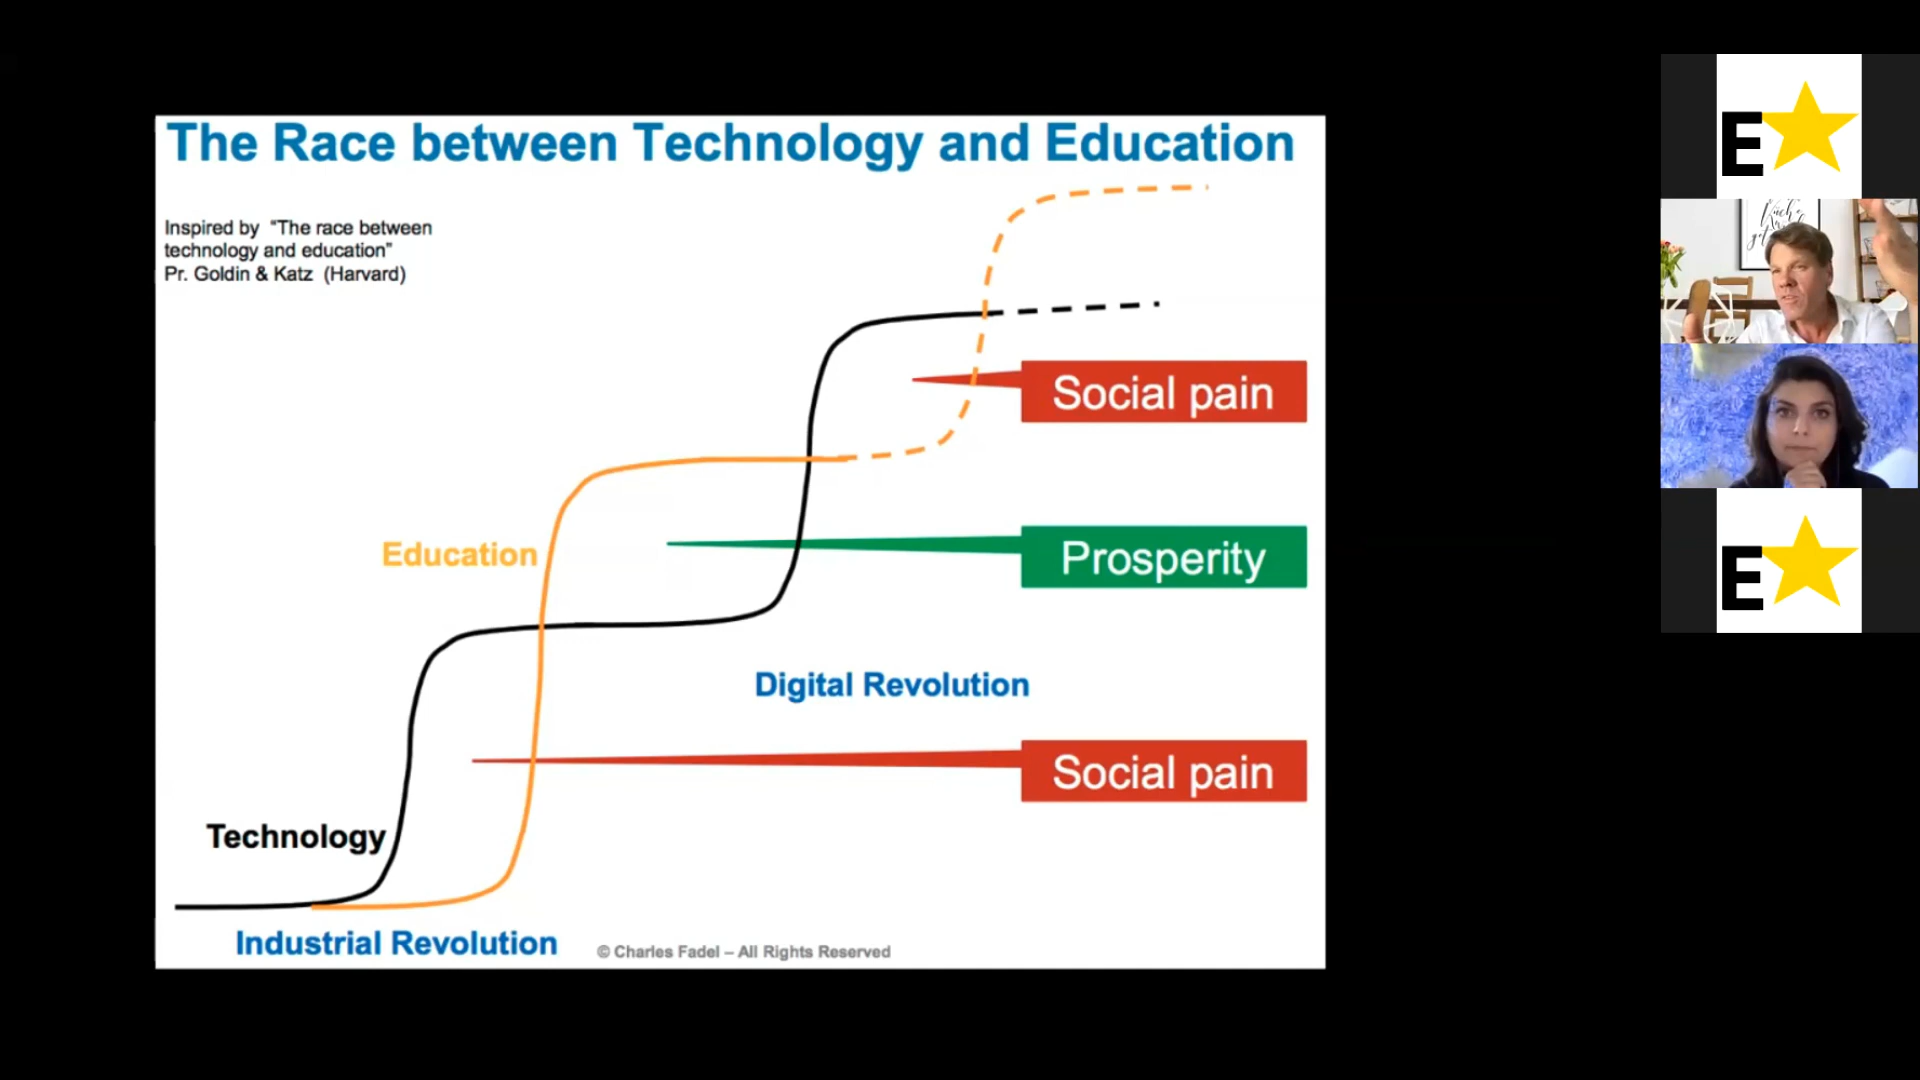 The Race between Technology and Education
Inspired by "The race between
technology and education"
Pr. Goldin & Katz (Harvard)
Social pain
Education
Prosperity
Digital Revolution
Social pain
Technology
Industrial Revolution
© Charles Fadel – All Rights Reserved
E
E